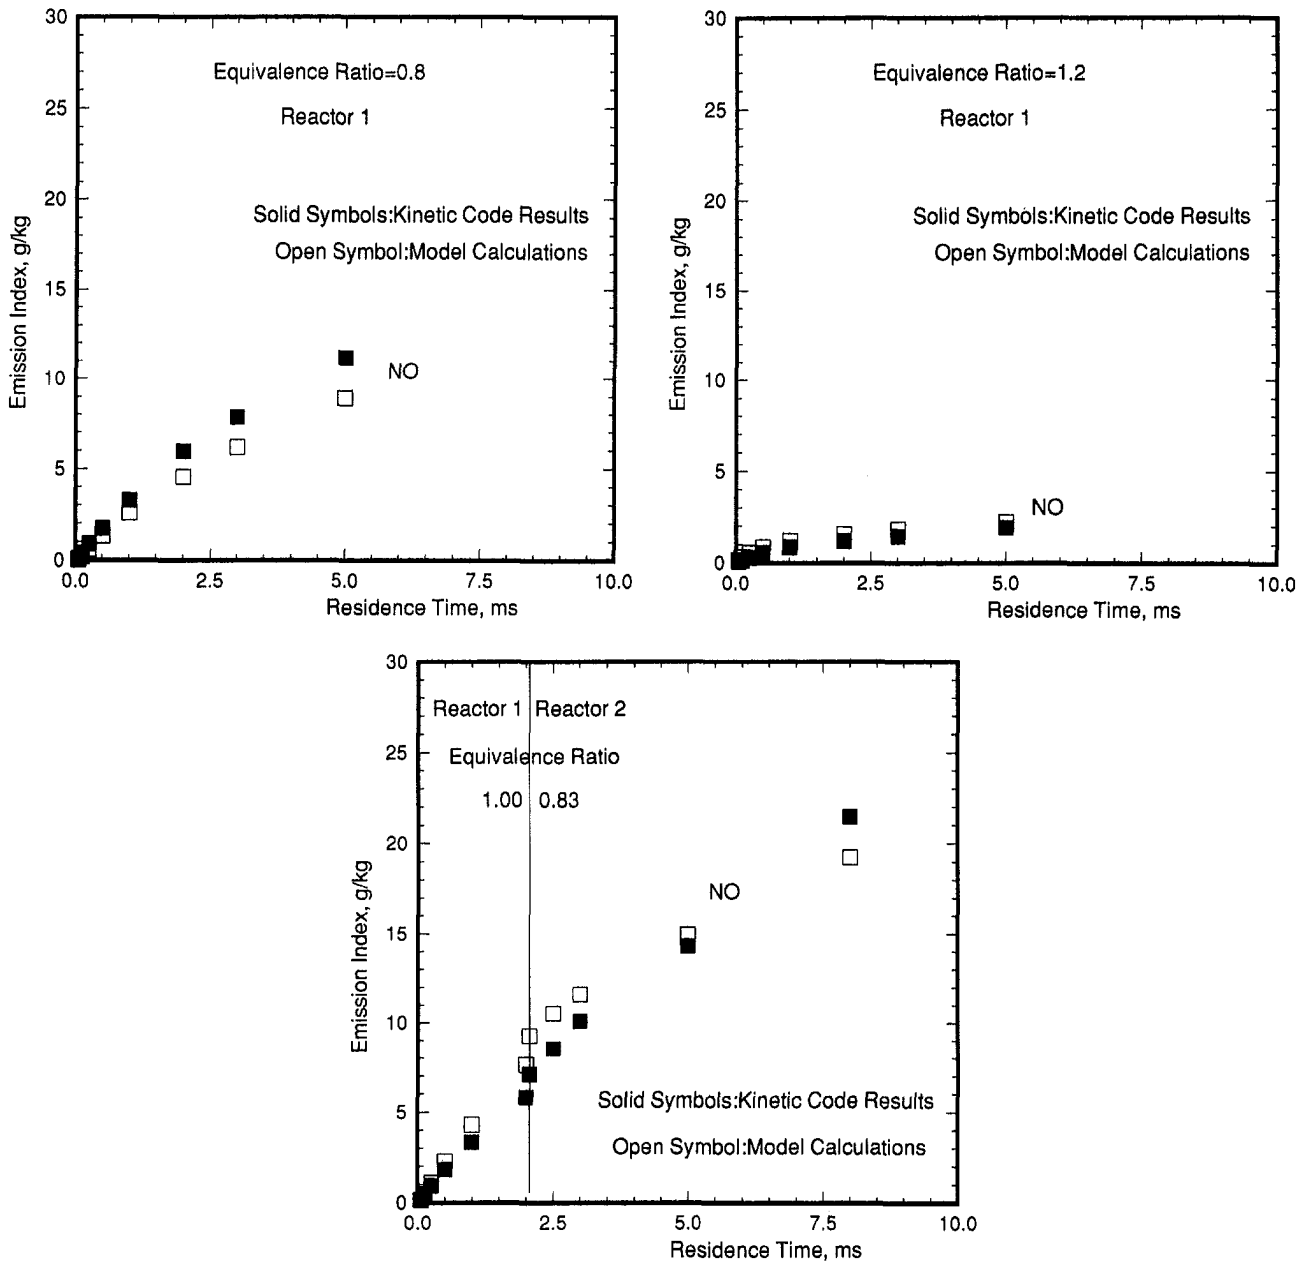 30
Equivalence Ratio=0.8
25
Reactor 1
20
Solid Symbols:Kinetic Code Results
Open Symbol:Model Calculations
15
Emission Index, g/kg
10
NO
5
0
0.0 2.5 5.0 7.5 10.0
Residence Time, ms
30
Equivalence Ratio=1.2
25
Reactor 1
20
Solid Symbols:Kinetic Code Results
Open Symbol:Model Calculations
15
Emission Index, g/kg
10
5
NO
0
0.0 2.5 5.0 7.5 10.0
Residence Time, ms
30
Reactor 1 Reactor 2
25
Equivalence Ratio
1.00 0.83
20
NO
15
Emission Index, g/kg
10
Solid Symbols:Kinetic Code Results
5
Open Symbol:Model Calculations
0
0.0 2.5 5.0 7.5 10.0
Residence Time, ms